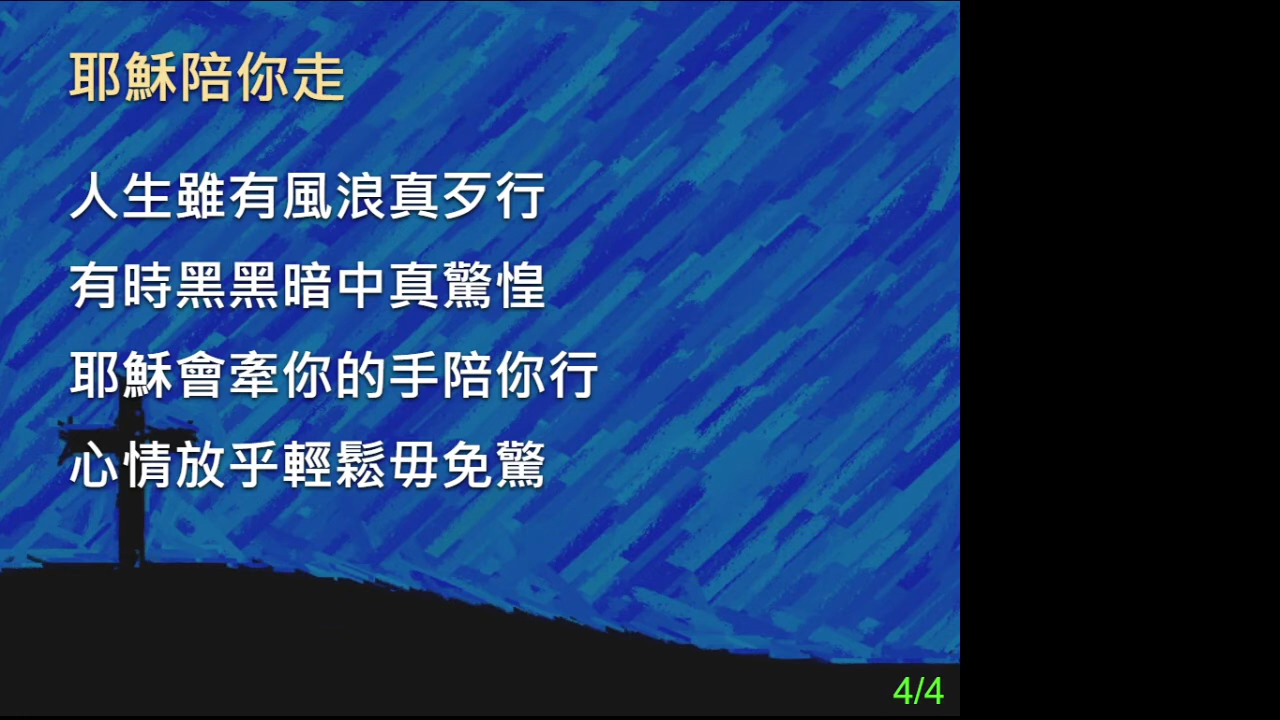 耶穌陪你走
人生雖有風浪真歹行
有時黑黑暗中真驚惶
耶穌會牽你的手陪你行
心情放乎輕鬆毋免驚
4/4